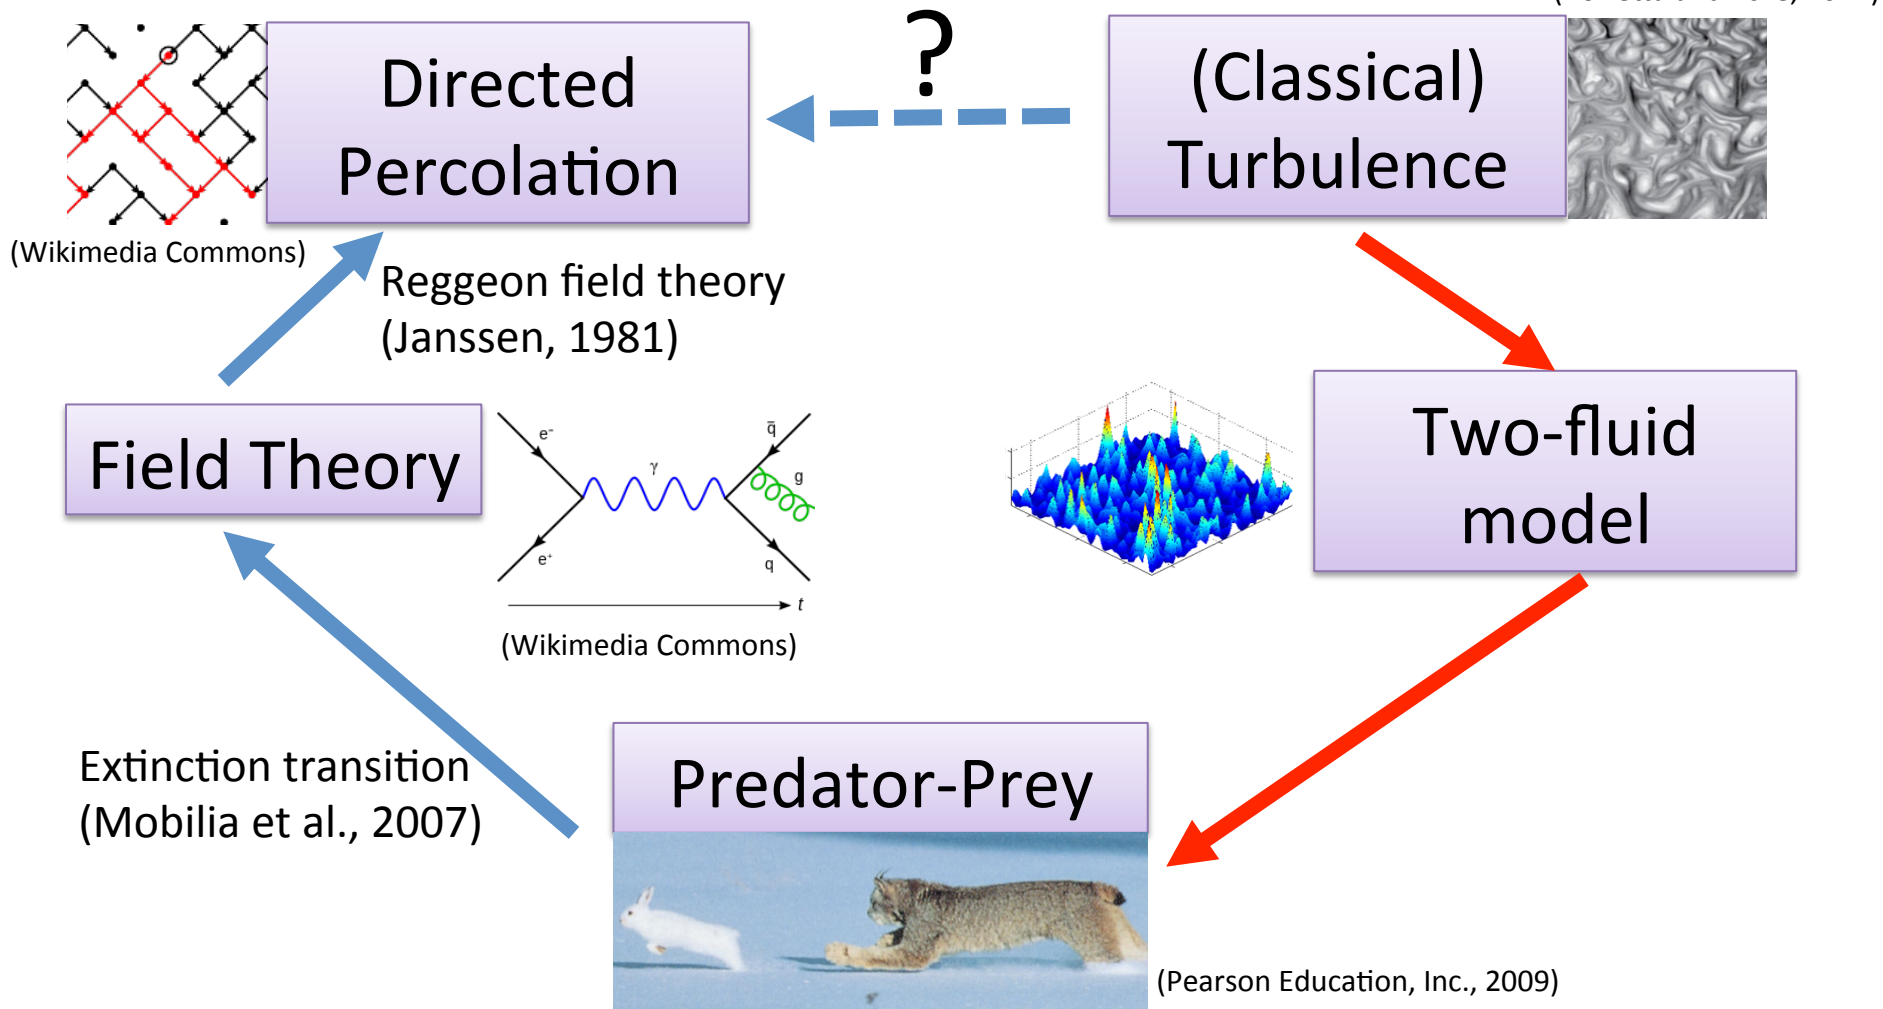 ?
Directed
Percolation
(Classical)
Turbulence
(Wikimedia Commons)
Reggeon field theory
(Janssen, 1981)
Field Theory
e⁻
e⁺
γ
q̄
g
q
t
(Wikimedia Commons)
Two-fluid
model
Extinction transition
(Mobilia et al., 2007)
Predator-Prey
(Pearson Education, Inc., 2009)